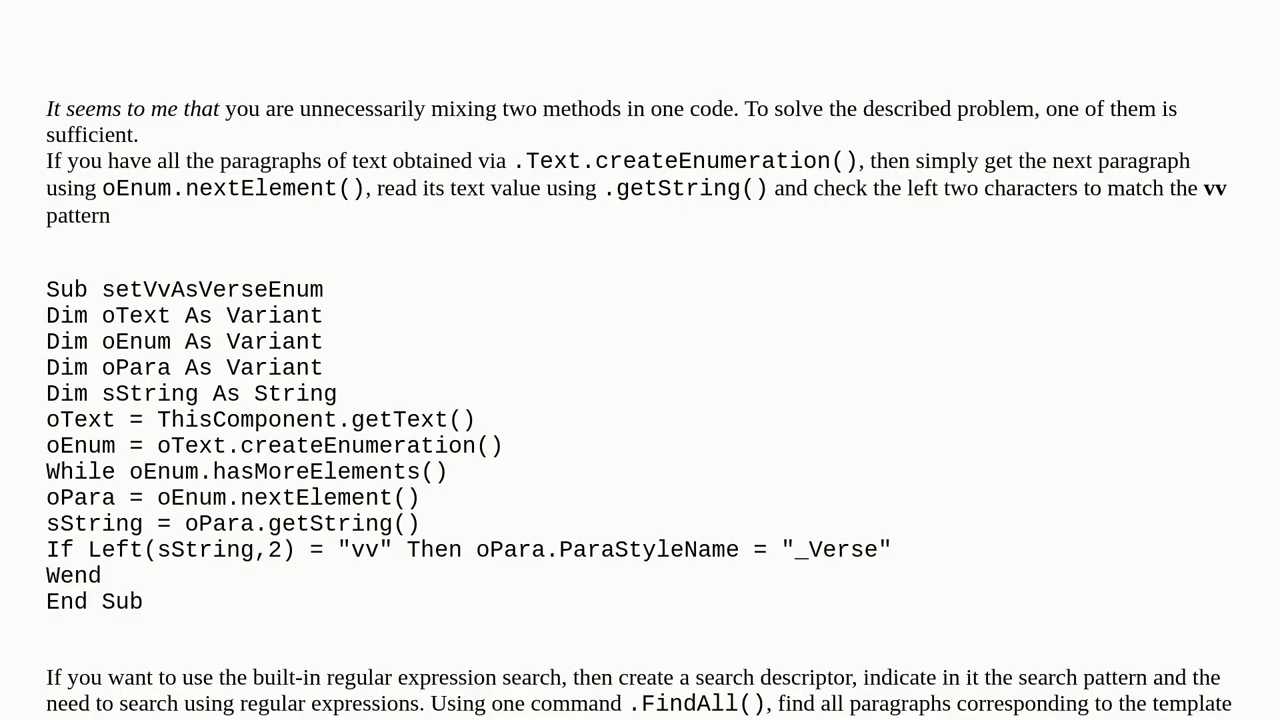 It seems to me that you are unnecessarily mixing two methods in one code. To solve the described problem, one of them is
sufficient.
If you have all the paragraphs of text obtained via .Text.createEnumeration(), then simply get the next paragraph
using oEnum.nextElement(), read its text value using .getString() and check the left two characters to match the vv
pattern
Sub setVvAsVerseEnum
Dim oText As Variant
Dim oEnum As Variant
Dim oPara As Variant
Dim sString As String
oText = ThisComponent.getText()
oEnum = oText.createEnumeration()
While oEnum.hasMoreElements()
oPara = oEnum.nextElement()
sString = oPara.getString()
If Left(sString,2) = "vv" Then oPara.ParaStyleName = "_Verse"
Wend
End Sub
If you want to use the built-in regular expression search, then create a search descriptor, indicate in it the search pattern and the
need to search using regular expressions. Using one command .FindAll(), find all paragraphs corresponding to the template